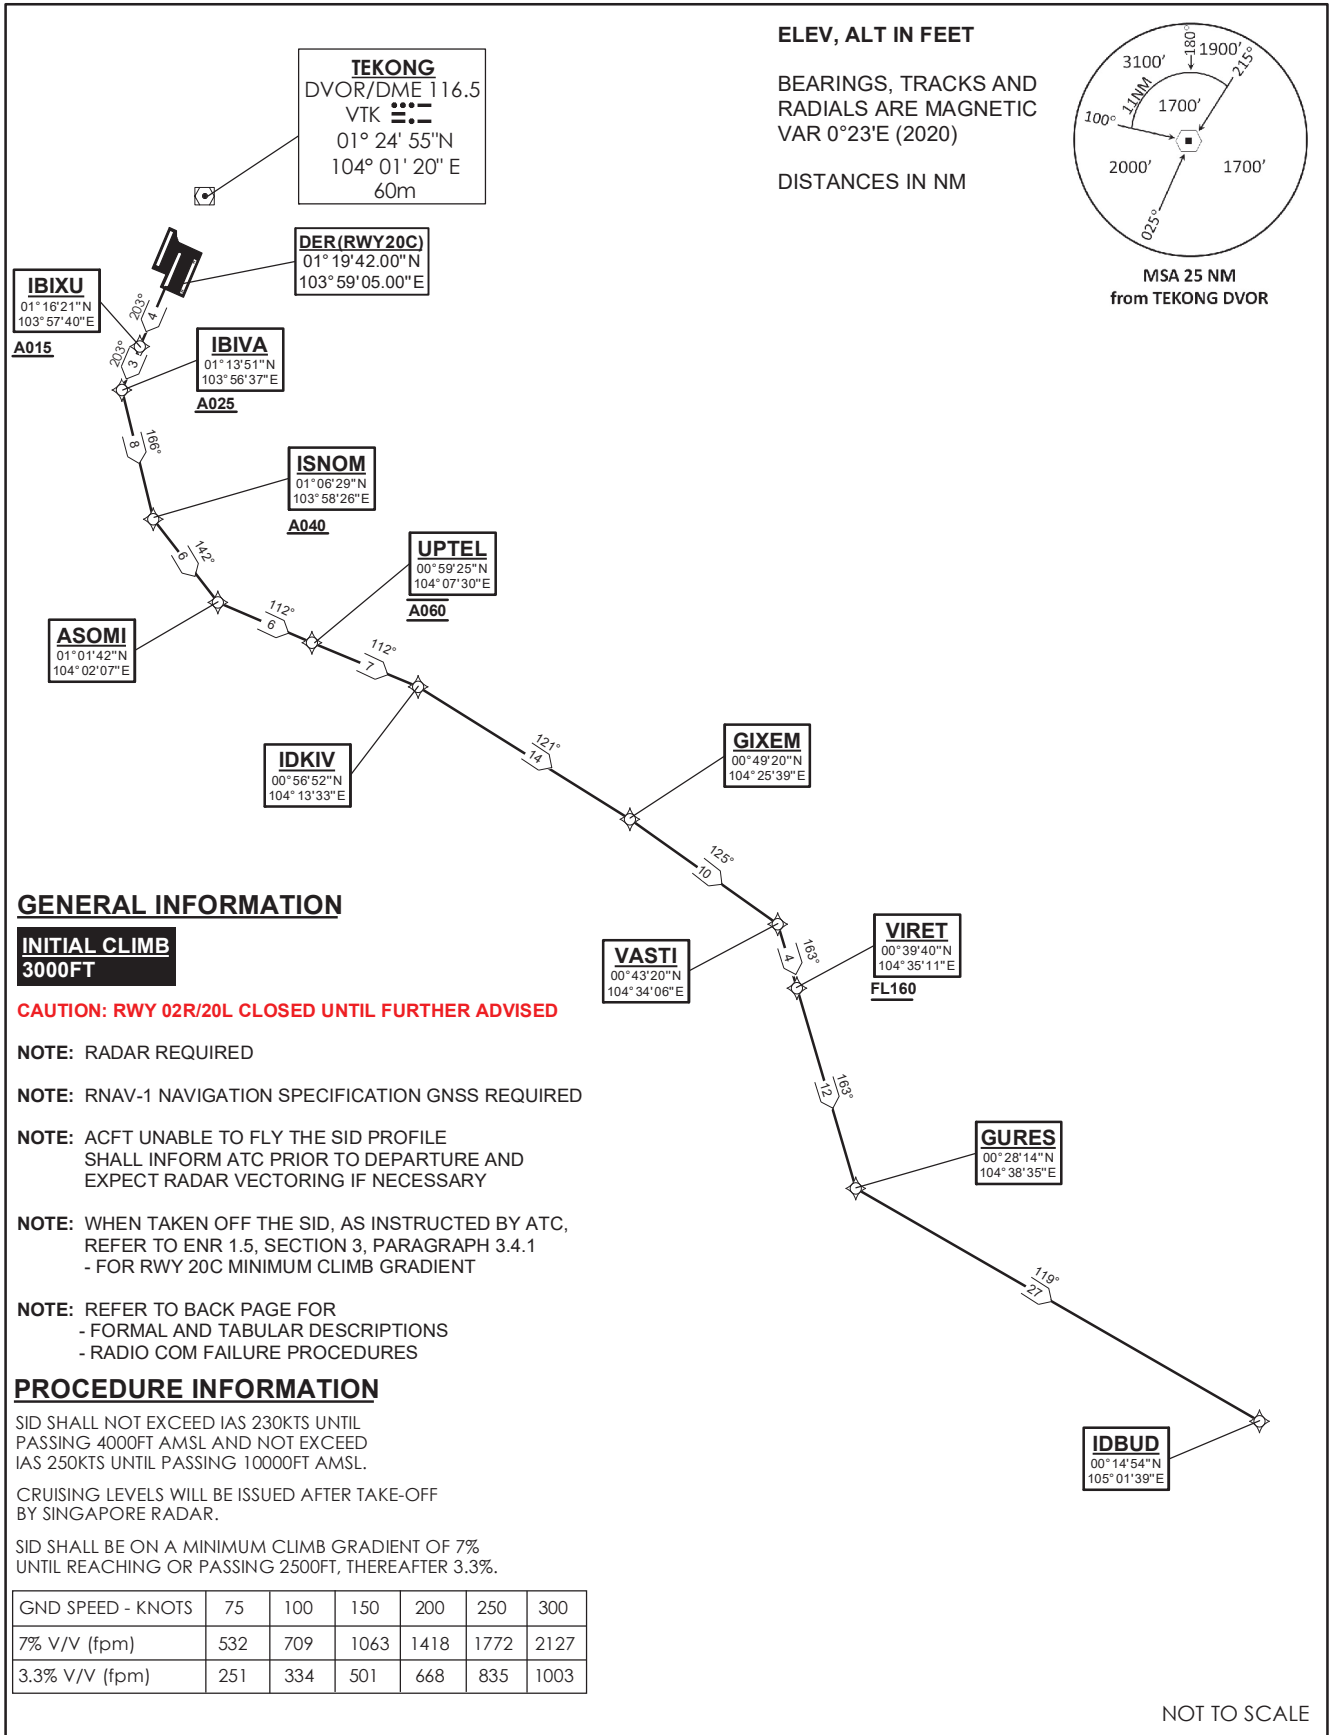 TEKONG
DVOR/DME 116.5
VTK
01° 24' 55"N
104° 01' 20" E
60m
ELEV, ALT IN FEET
BEARINGS, TRACKS AND
RADIALS ARE MAGNETIC
VAR 0°23'E (2020)
DISTANCES IN NM
180°
3100’
1900’
215°
11NM
1700’
100°
2000’
1700’
025°
MSA 25 NM
from TEKONG DVOR
DER(RWY20C)
01°19'42.00"N
103°59'05.00"E
IBIXU
01°16'21"N
103°57'40"E
A015
203°
4
IBIVA
01°13'51"N
103°56'37"E
A025
203°
3
166°
8
ISNOM
01°06'29"N
103°58'26"E
A040
142°
6
UPTEL
00°59'25"N
104°07'30"E
A060
ASOMI
01°01'42"N
104°02'07"E
112°
6
112°
7
IDKIV
00°56'52"N
104°13'33"E
121°
14
GIXEM
00°49'20"N
104°25'39"E
125°
10
VASTI
00°43'20"N
104°34'06"E
163°
4
VIRET
00°39'40"N
104°35'11"E
FL160
163°
12
GURES
00°28'14"N
104°38'35"E
119°
27
IDBUD
00°14'54"N
105°01'39"E
GENERAL INFORMATION
INITIAL CLIMB
3000FT
CAUTION: RWY 02R/20L CLOSED UNTIL FURTHER ADVISED
NOTE: RADAR REQUIRED
NOTE: RNAV-1 NAVIGATION SPECIFICATION GNSS REQUIRED
NOTE: ACFT UNABLE TO FLY THE SID PROFILE
SHALL INFORM ATC PRIOR TO DEPARTURE AND
EXPECT RADAR VECTORING IF NECESSARY
NOTE: WHEN TAKEN OFF THE SID, AS INSTRUCTED BY ATC,
REFER TO ENR 1.5, SECTION 3, PARAGRAPH 3.4.1
- FOR RWY 20C MINIMUM CLIMB GRADIENT
NOTE: REFER TO BACK PAGE FOR
- FORMAL AND TABULAR DESCRIPTIONS
- RADIO COM FAILURE PROCEDURES
PROCEDURE INFORMATION
SID SHALL NOT EXCEED IAS 230KTS UNTIL
PASSING 4000FT AMSL AND NOT EXCEED
IAS 250KTS UNTIL PASSING 10000FT AMSL.
CRUISING LEVELS WILL BE ISSUED AFTER TAKE-OFF
BY SINGAPORE RADAR.
SID SHALL BE ON A MINIMUM CLIMB GRADIENT OF 7%
UNTIL REACHING OR PASSING 2500FT, THEREAFTER 3.3%.
GND SPEED - KNOTS 75 100 150 200 250 300
7% V/V (fpm) 532 709 1063 1418 1772 2127
3.3% V/V (fpm) 251 334 501 668 835 1003
NOT TO SCALE